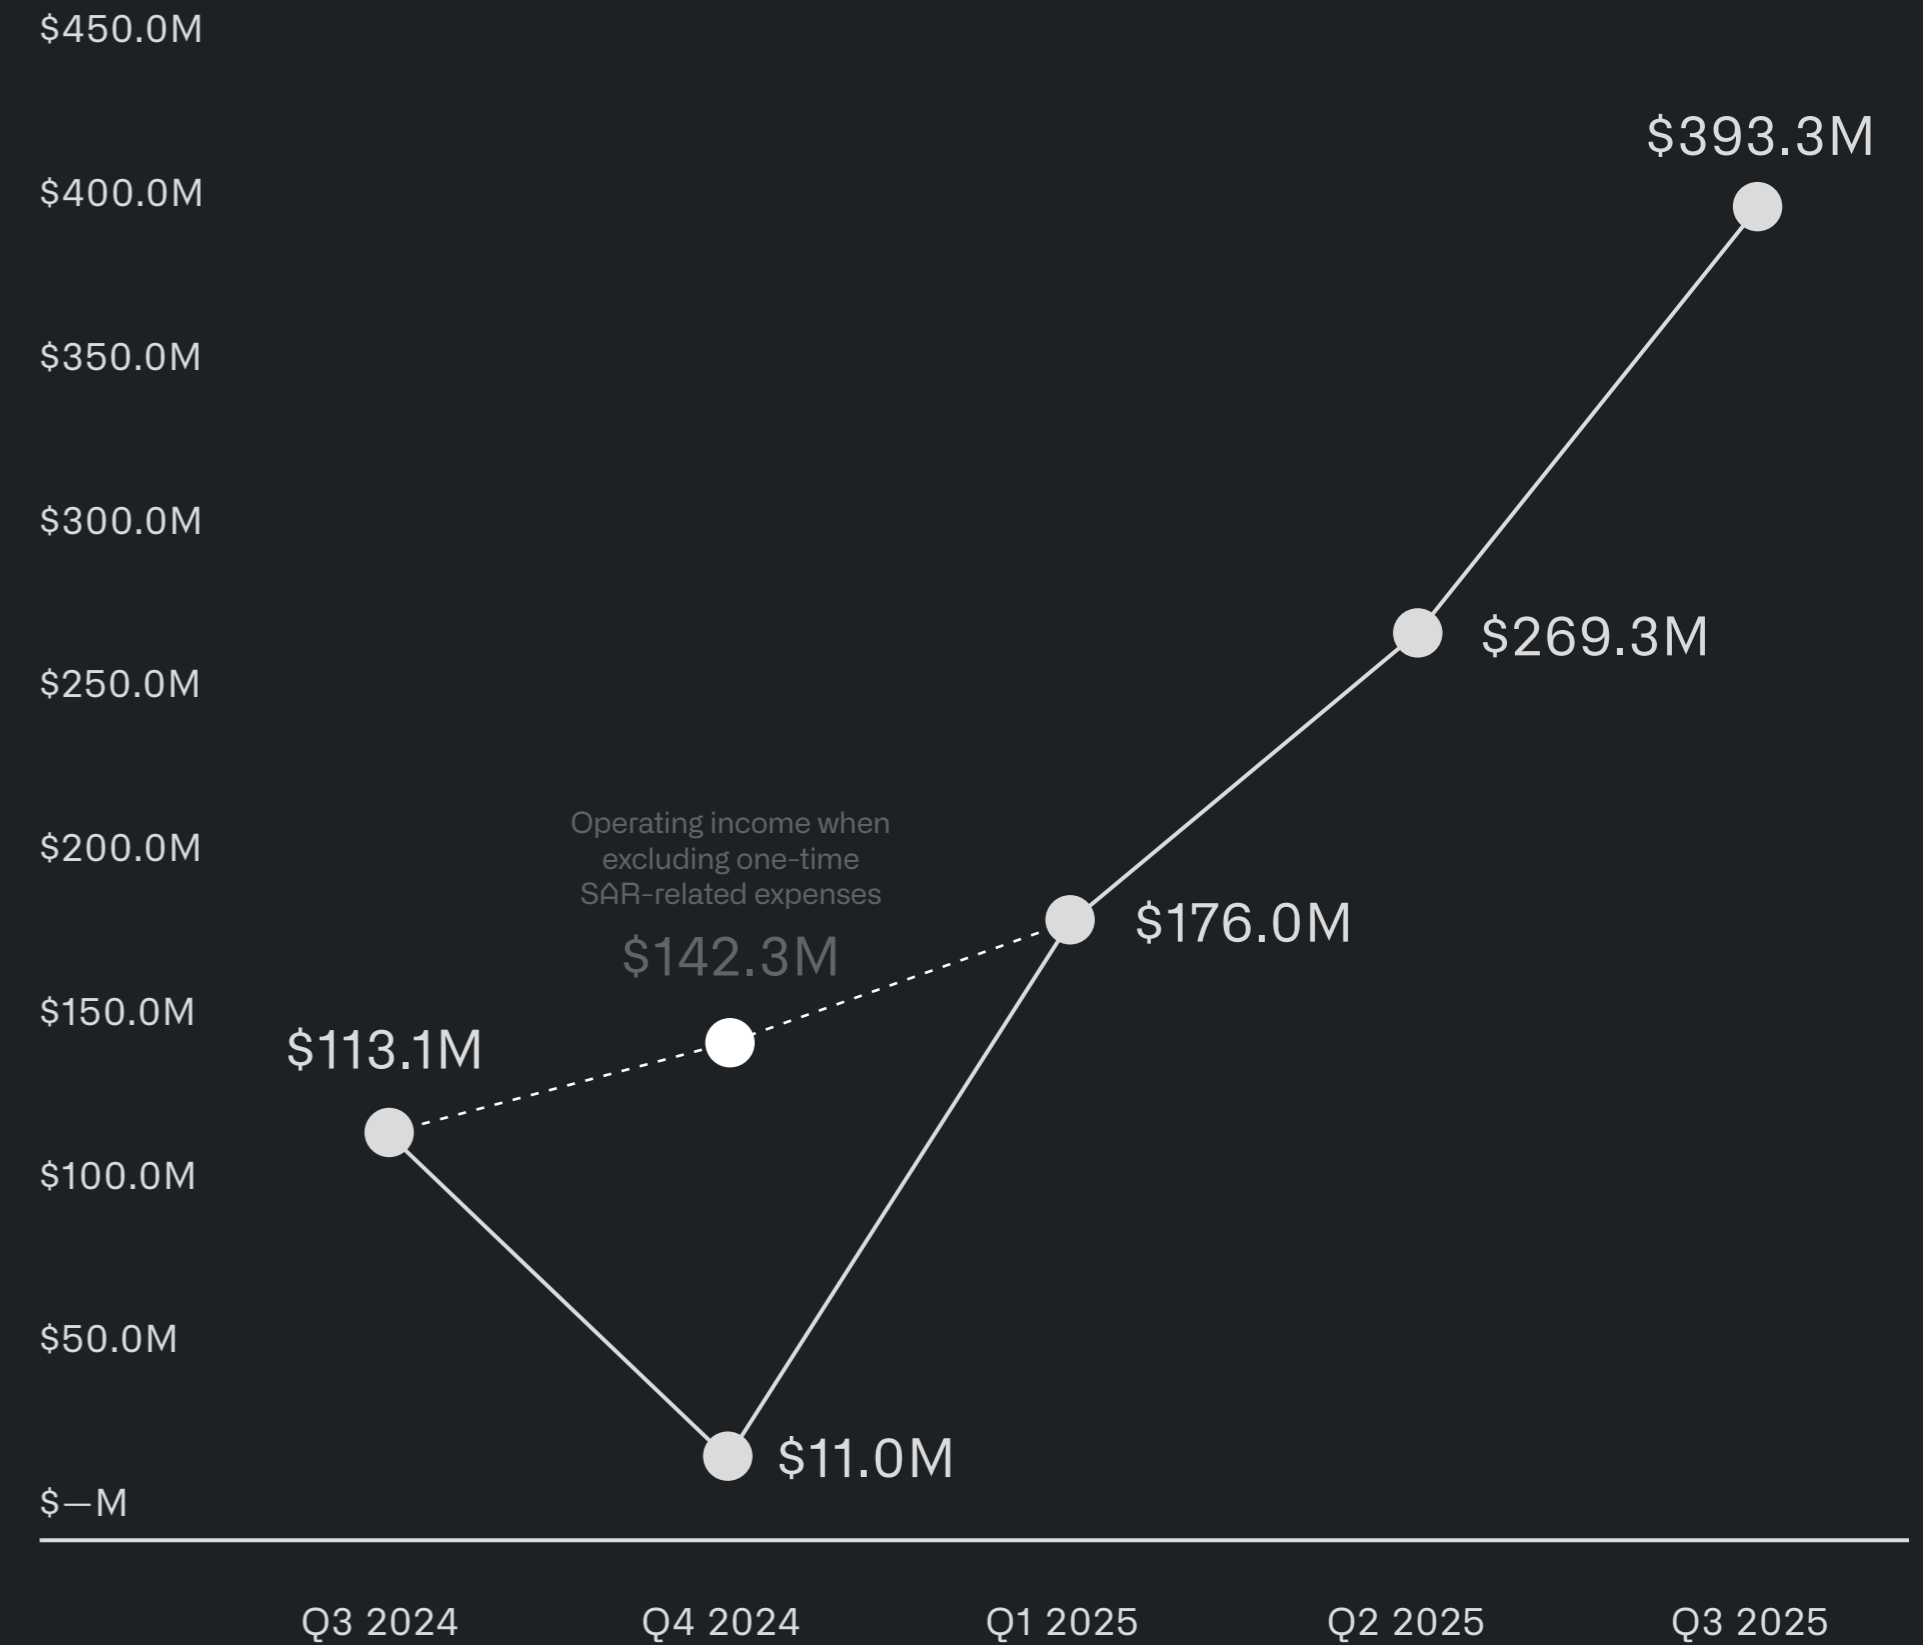 $450.0M
$393.3M
$400.0M
$350.0M
$300.0M
$269.3M
$250.0M
Operating income when
excluding one-time
SAR-related expenses
$200.0M
$176.0M
$142.3M
$150.0M
$113.1M
$100.0M
$50.0M
$11.0M
$—M
Q3 2024 Q4 2024 Q1 2025 Q2 2025 Q3 2025